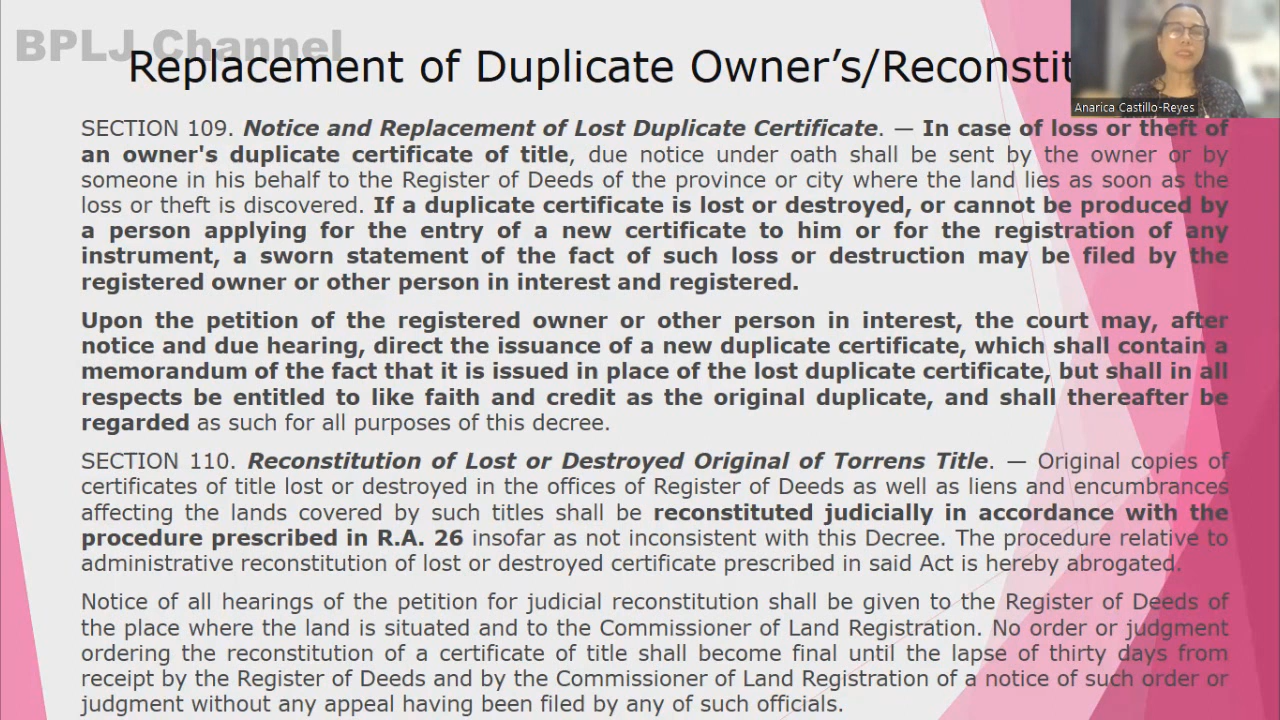 BPLJ Channel
Replacement of Duplicate Owner’s/Reconstit
Anarica Castillo-Reyes
SECTION 109. Notice and Replacement of Lost Duplicate Certificate. — In case of loss or theft of
an owner's duplicate certificate of title, due notice under oath shall be sent by the owner or by
someone in his behalf to the Register of Deeds of the province or city where the land lies as soon as the
loss or theft is discovered. If a duplicate certificate is lost or destroyed, or cannot be produced by
a person applying for the entry of a new certificate to him or for the registration of any
instrument, a sworn statement of the fact of such loss or destruction may be filed by the
registered owner or other person in interest and registered.
Upon the petition of the registered owner or other person in interest, the court may, after
notice and due hearing, direct the issuance of a new duplicate certificate, which shall contain a
memorandum of the fact that it is issued in place of the lost duplicate certificate, but shall in all
respects be entitled to like faith and credit as the original duplicate, and shall thereafter be
regarded as such for all purposes of this decree.
SECTION 110. Reconstitution of Lost or Destroyed Original of Torrens Title. — Original copies of
certificates of title lost or destroyed in the offices of Register of Deeds as well as liens and encumbrances
affecting the lands covered by such titles shall be reconstituted judicially in accordance with the
procedure prescribed in R.A. 26 insofar as not inconsistent with this Decree. The procedure relative to
administrative reconstitution of lost or destroyed certificate prescribed in said Act is hereby abrogated.
Notice of all hearings of the petition for judicial reconstitution shall be given to the Register of Deeds of
the place where the land is situated and to the Commissioner of Land Registration. No order or judgment
ordering the reconstitution of a certificate of title shall become final until the lapse of thirty days from
receipt by the Register of Deeds and by the Commissioner of Land Registration of a notice of such order or
judgment without any appeal having been filed by any of such officials.